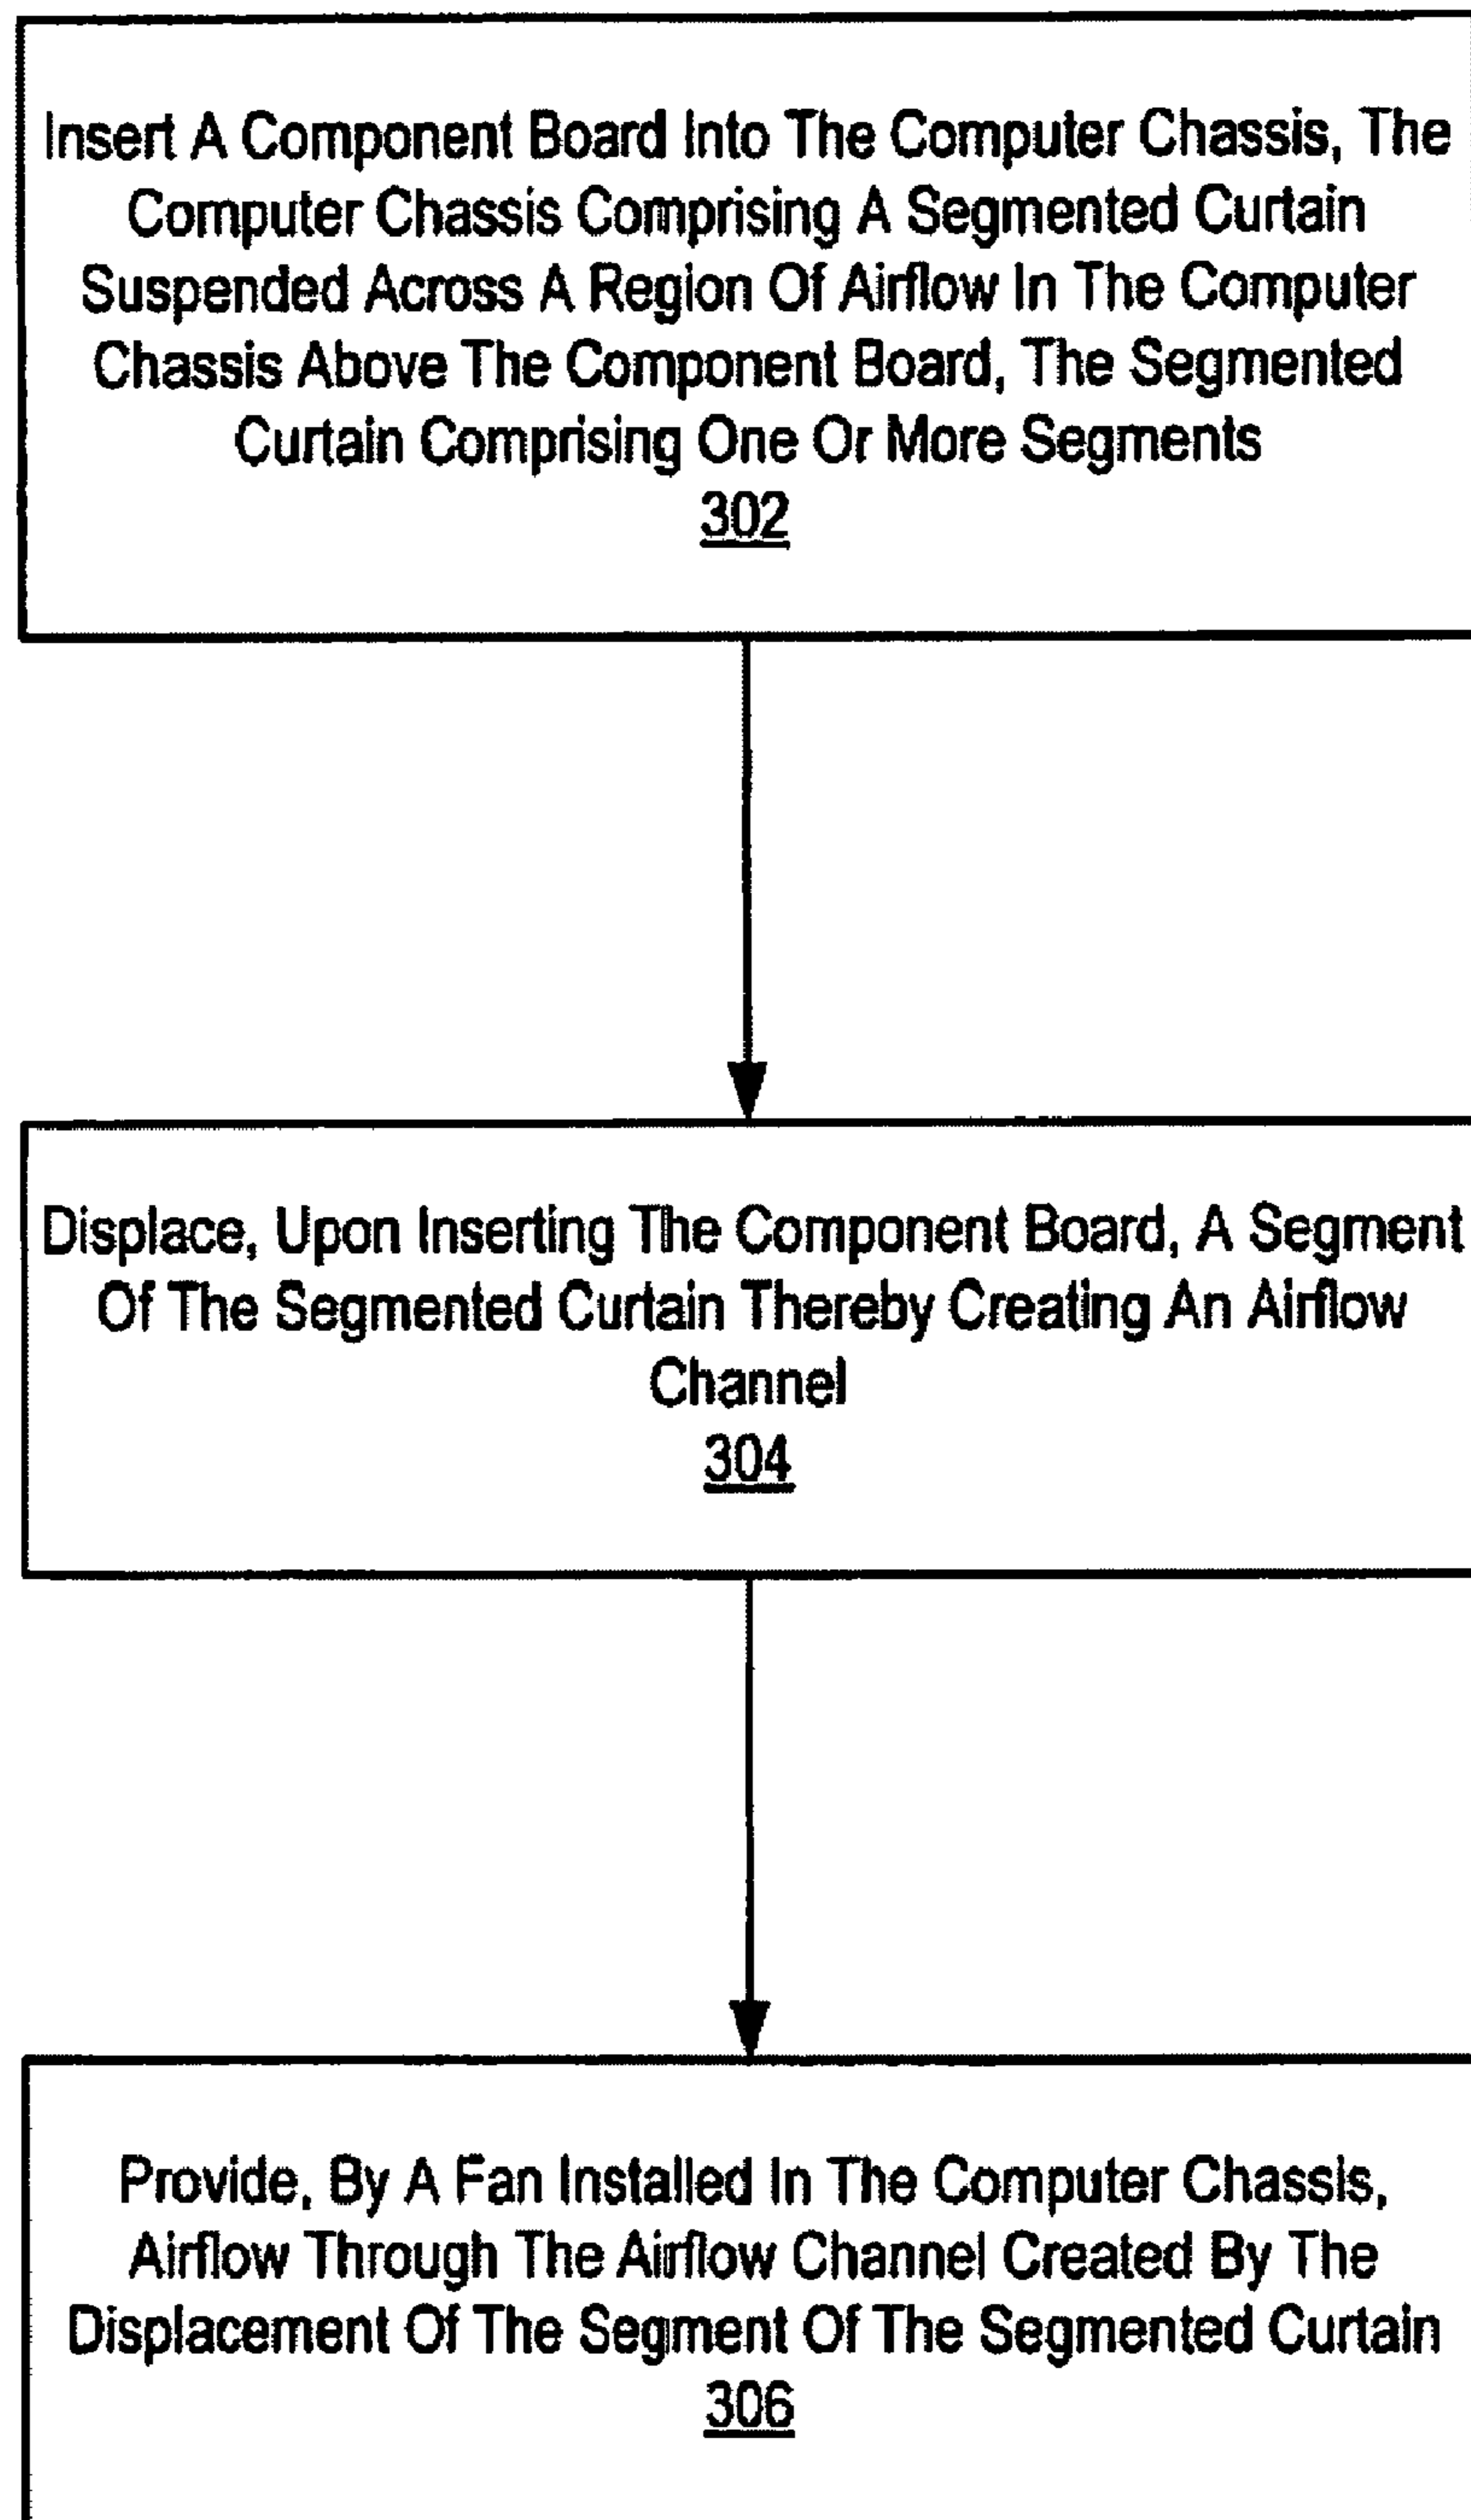 Insert A Component Board Into The Computer Chassis, The
Computer Chassis Comprising A Segmented Curtain
Suspended Across A Region Of Airflow In The Computer
Chassis Above The Component Board, The Segmented
Curtain Comprising One Or More Segments
302
Displace, Upon Inserting The Component Board, A Segment
Of The Segmented Curtain Thereby Creating An Airflow
Channel
304
Provide, By A Fan Installed In The Computer Chassis,
Airflow Through The Airflow Channel Created By The
Displacement Of The Segment Of The Segmented Curtain
306